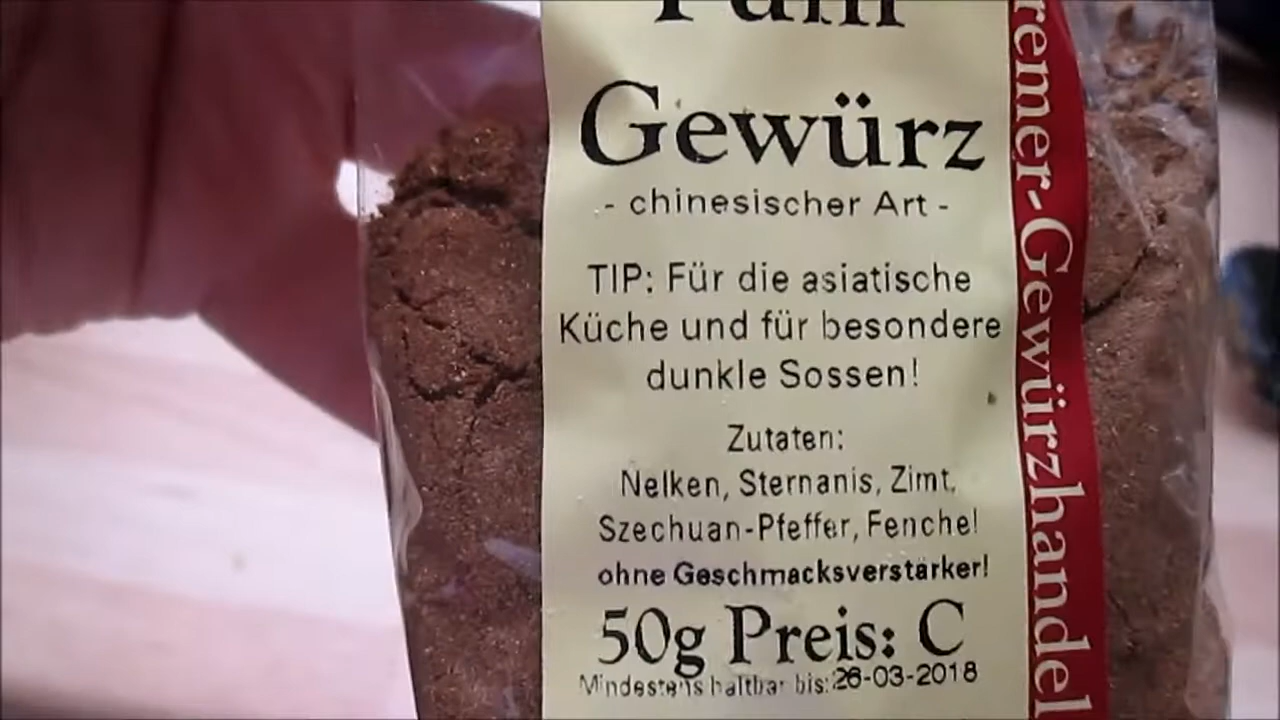 Fünf
Gewürz
- chinesischer Art -
TIP: Für die asiatische
Küche und für besondere
dunkle Sossen!
Zutaten:
Nelken, Sternanis, Zimt,
Szechuan-Pfeffer, Fenchel
ohne Geschmacksverstärker!
50g Preis: C
Mindestens haltbar bis: 26-03-2018
remer-Gewürzhandel